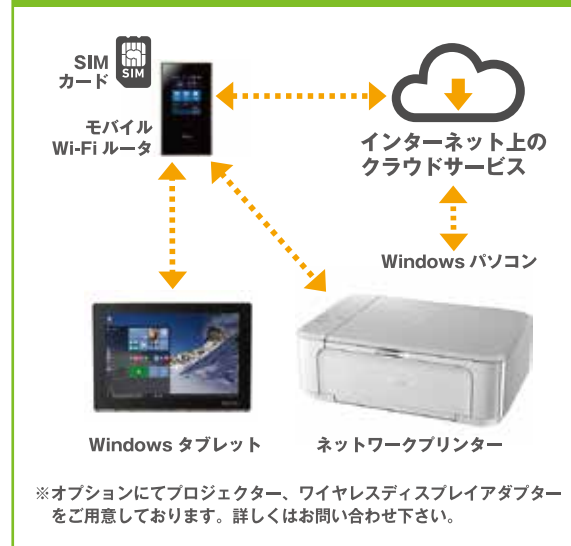 SIM
カード
SIM
モバイル
Wi-Fi ルータ
インターネット上の
クラウドサービス
Windows パソコン
Windows タブレット
ネットワークプリンター
※オプションにてプロジェクター、ワイヤレスディスプレイアダプター
をご用意しております。詳しくはお問い合わせ下さい。